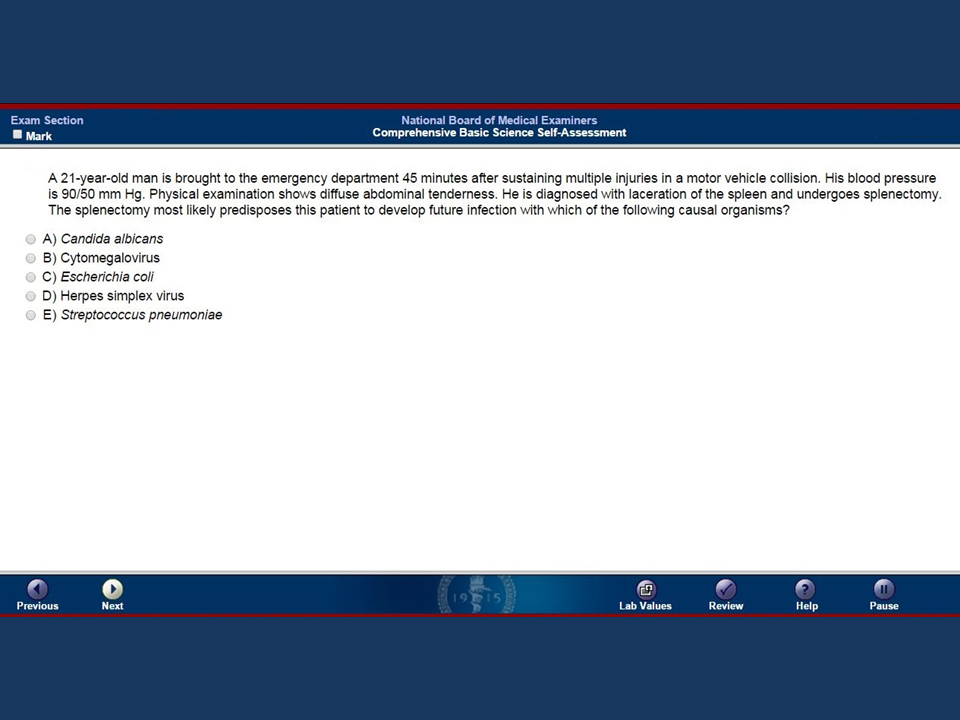 Exam Section
Mark
National Board of Medical Examiners
Comprehensive Basic Science Self-Assessment
A 21-year-old man is brought to the emergency department 45 minutes after sustaining multiple injuries in a motor vehicle collision. His blood pressure
is 90/50 mm Hg. Physical examination shows diffuse abdominal tenderness. He is diagnosed with laceration of the spleen and undergoes splenectomy.
The splenectomy most likely predisposes this patient to develop future infection with which of the following causal organisms?
A) Candida albicans
B) Cytomegalovirus
C) Escherichia coli
D) Herpes simplex virus
E) Streptococcus pneumoniae
Previous
Next
1915
Lab Values
Review
Help
Pause